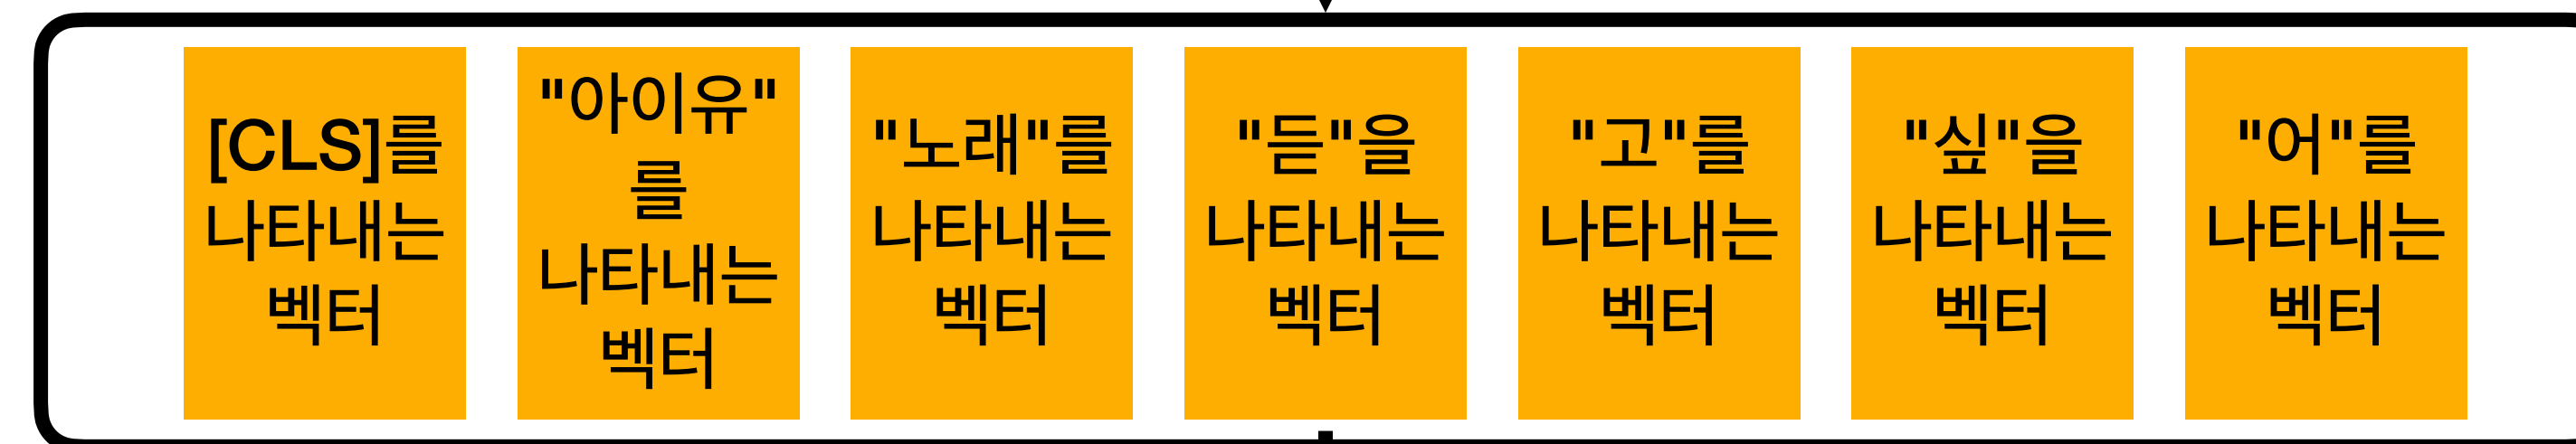 [CLS]를
나타내는
벡터
"아이유"
를
나타내는
벡터
"노래"를
나타내는
벡터
"듣"을
나타내는
벡터
"고"를
나타내는
벡터
"싶"을
나타내는
벡터
"어"를
나타내는
벡터